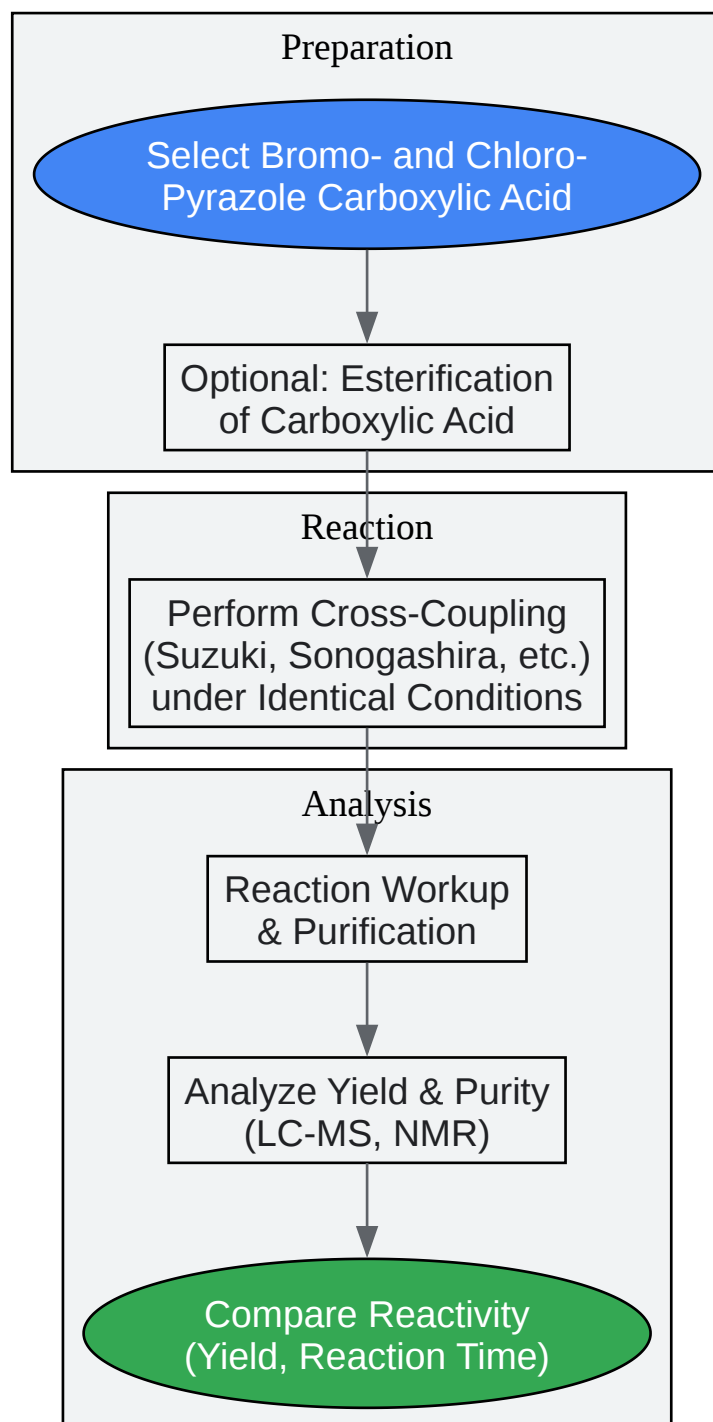 Preparation
Select Bromo- and Chloro-
Pyrazole Carboxylic Acid
Optional: Esterification
of Carboxylic Acid
Reaction
Perform Cross-Coupling
(Suzuki, Sonogashira, etc.)
under Identical Conditions
Analysis
Reaction Workup
& Purification
Analyze Yield & Purity
(LC-MS, NMR)
Compare Reactivity
(Yield, Reaction Time)